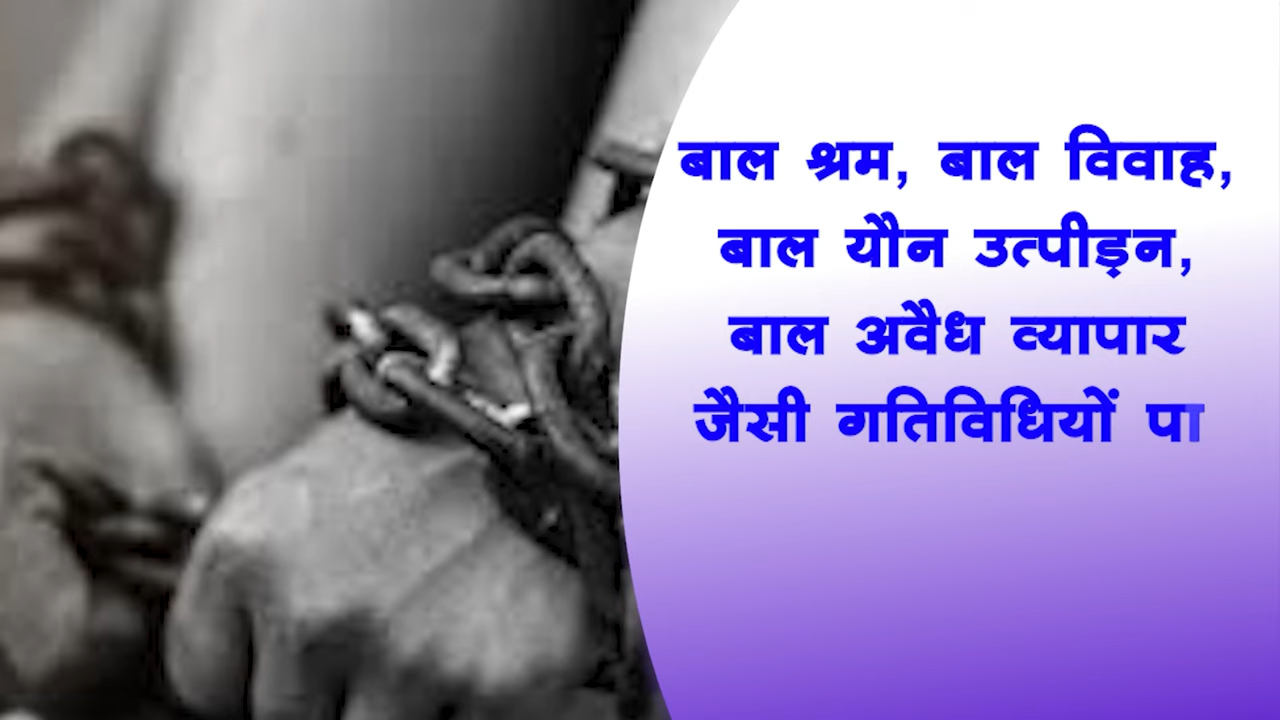 बाल श्रम, बाल विवाह,
बाल यौन उत्पीड़न,
बाल अवैध व्यापार
जैसी गतिविधियों पा